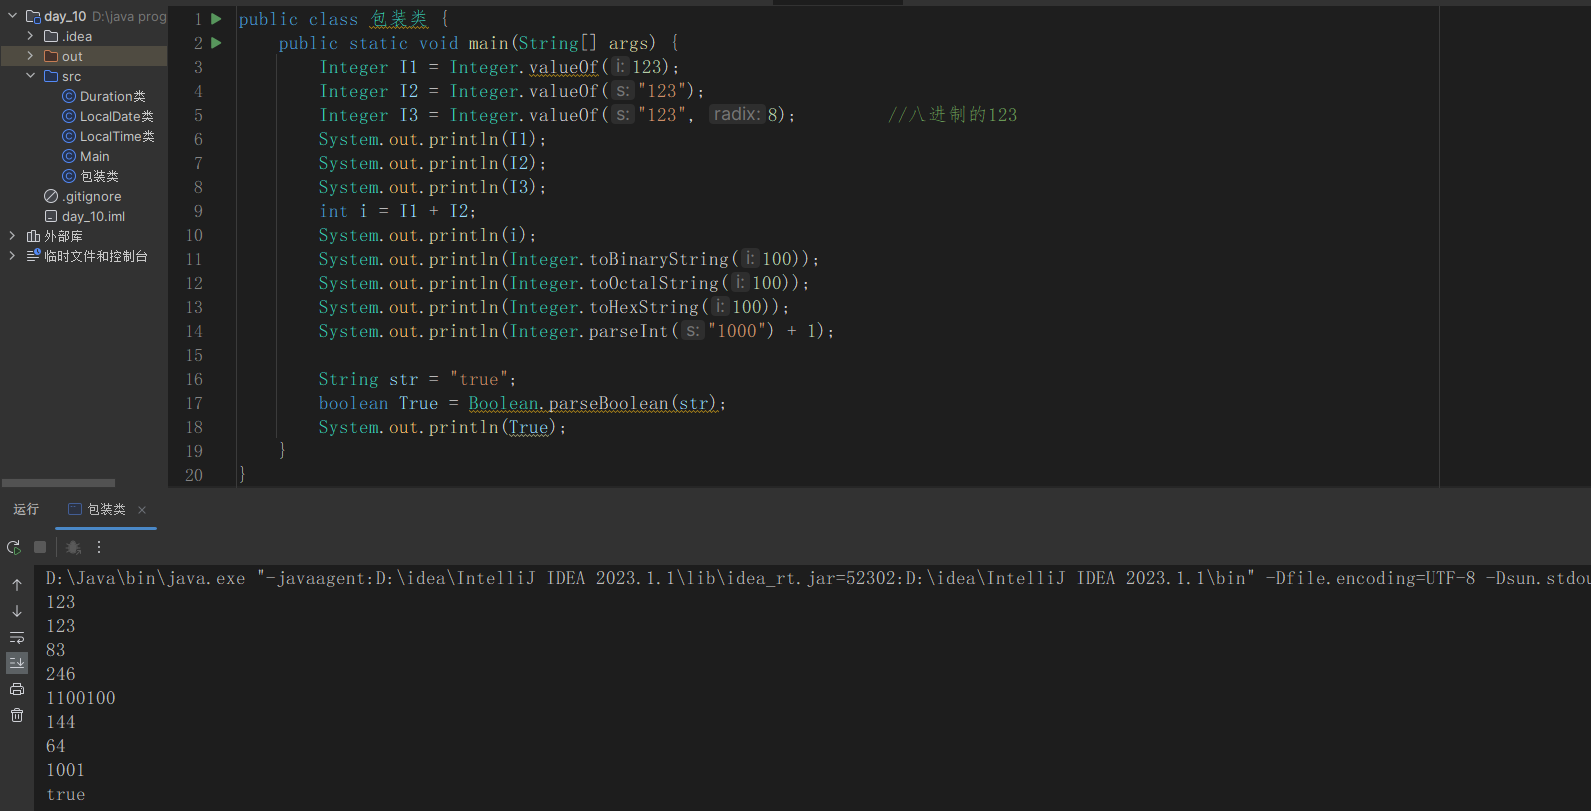 day_10 D:\java prog
.idea
out
src
Duration类
LocalDate类
LocalTime类
Main
包装类
.gitignore
day_10.iml
外部库
临时文件和控制台
1 public class 包装类 {
2 public static void main(String[] args) {
3 Integer I1 = Integer.valueOf( i: 123);
4 Integer I2 = Integer.valueOf( s: "123");
5 Integer I3 = Integer.valueOf( s: "123", radix: 8); //八进制的123
6 System.out.println(I1);
7 System.out.println(I2);
8 System.out.println(I3);
9 int i = I1 + I2;
10 System.out.println(i);
11 System.out.println(Integer.toBinaryString( i: 100));
12 System.out.println(Integer.toOctalString( i: 100));
13 System.out.println(Integer.toHexString( i: 100));
14 System.out.println(Integer.parseInt( s: "1000") + 1);
15
16 String str = "true";
17 boolean True = Boolean.parseBoolean(str);
18 System.out.println(True);
19 }
20 }
运行 包装类
D:\Java\bin\java.exe "-javaagent:D:\idea\IntelliJ IDEA 2023.1.1\lib\idea_rt.jar=52302:D:\idea\IntelliJ IDEA 2023.1.1\bin" -Dfile.encoding=UTF-8 -Dsun.stdou
123
123
83
246
1100100
144
64
1001
true